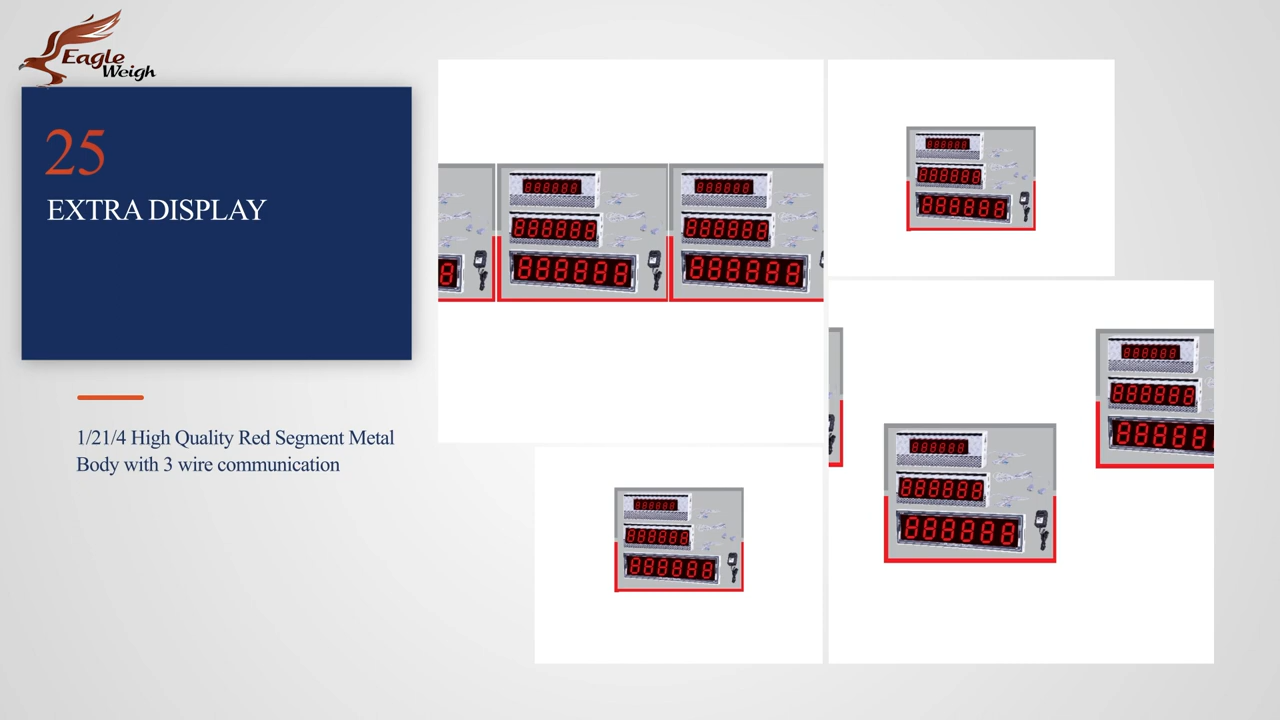 Eagle
Weigh
25
EXTRA DISPLAY
1/21/4 High Quality Red Segment Metal
Body with 3 wire communication